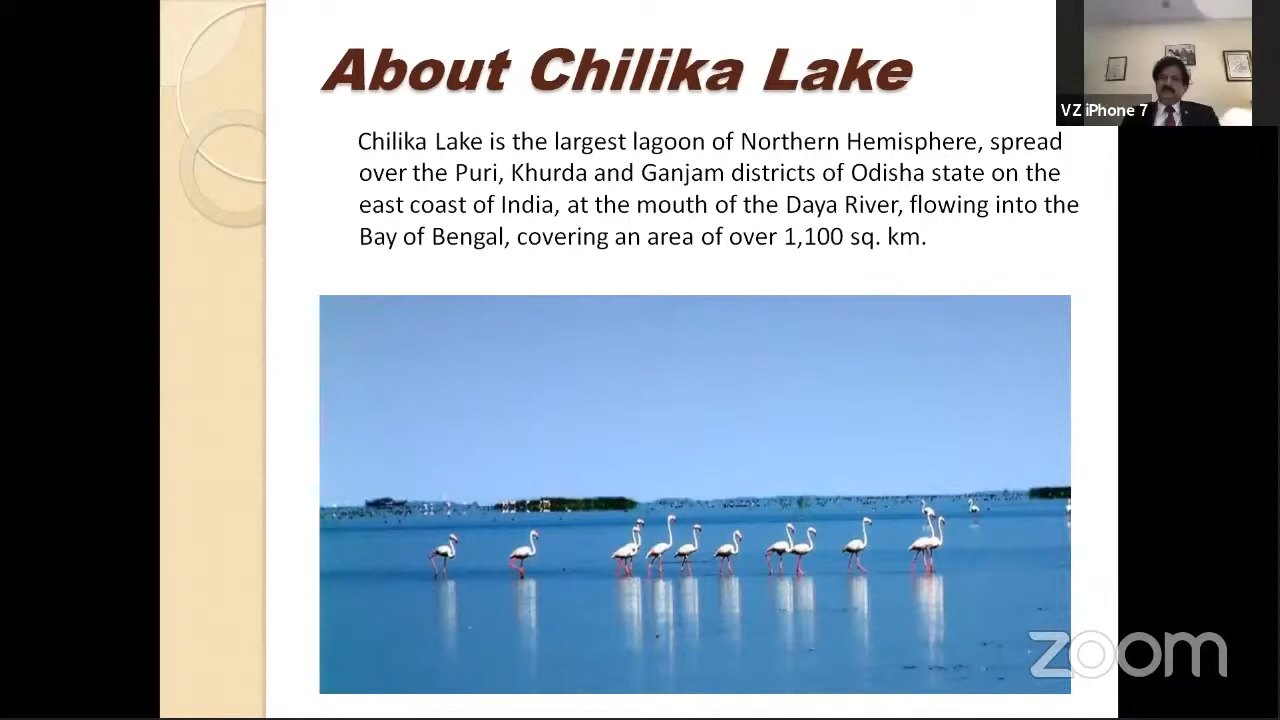 About Chilika Lake
VZ iPhone 7
Chilika Lake is the largest lagoon of Northern Hemisphere, spread
over the Puri, Khurda and Ganjam districts of Odisha state on the
east coast of India, at the mouth of the Daya River, flowing into the
Bay of Bengal, covering an area of over 1,100 sq. km.
zoom